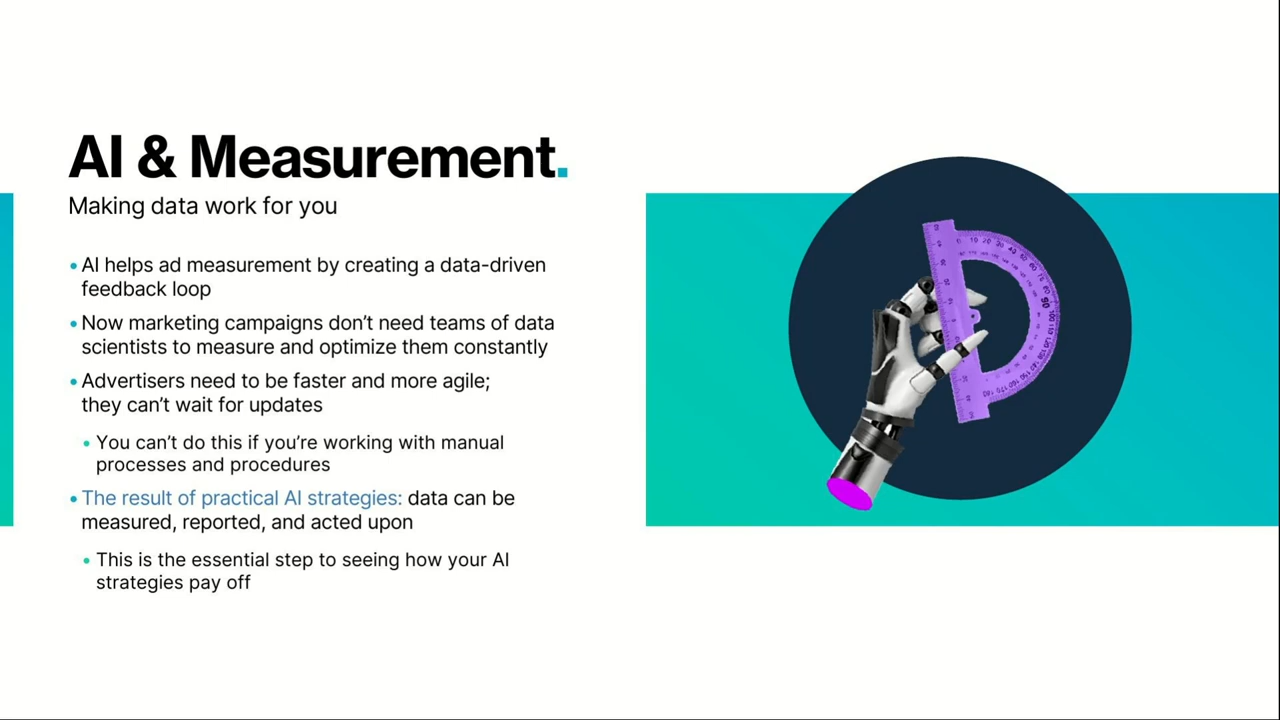 AI & Measurement.
Making data work for you
• AI helps ad measurement by creating a data-driven
feedback loop
• Now marketing campaigns don’t need teams of data
scientists to measure and optimize them constantly
• Advertisers need to be faster and more agile;
they can’t wait for updates
• You can’t do this if you’re working with manual
processes and procedures
• The result of practical AI strategies: data can be
measured, reported, and acted upon
• This is the essential step to seeing how your AI
strategies pay off